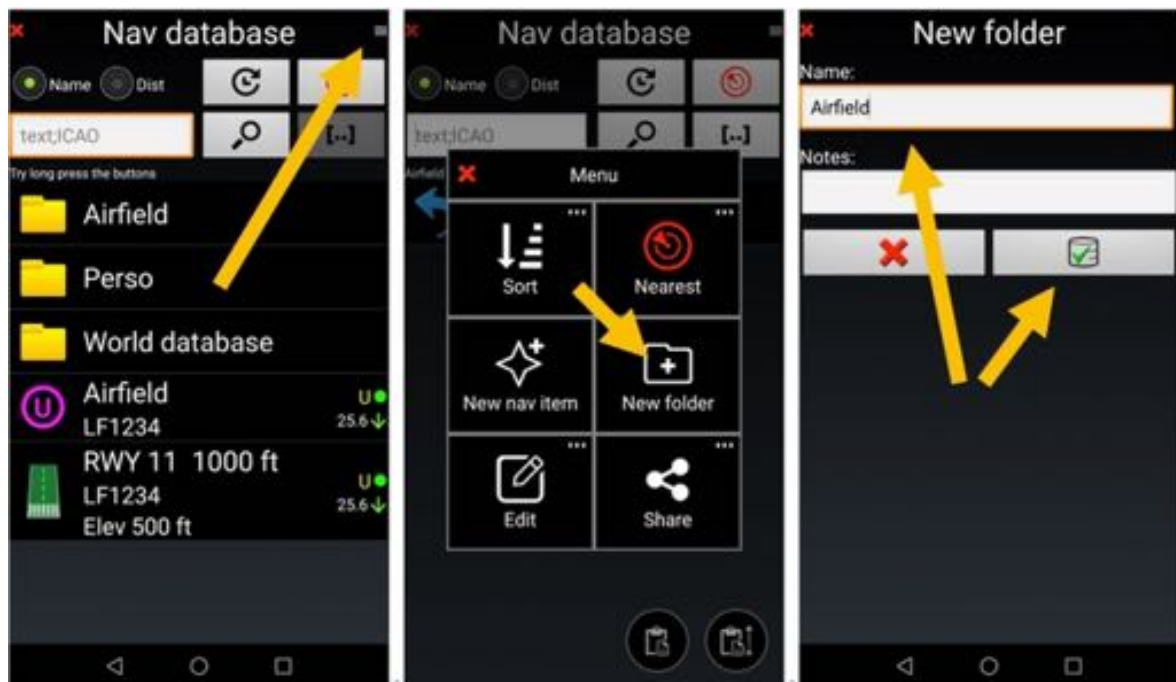 Nav database
Name Dist
text;ICAO
[..]
Try long press the buttons
Airfield
Perso
World database
Airfield
LF1234
U
25.6
U
RWY 11 1000 ft
LF1234
Elev 500 ft
U
25.6
Nav database
Name Dist
text;ICAO
[..]
Airfield
Menu
Sort
Nearest
New nav item
New folder
Edit
Share
New folder
Name:
Airfield
Notes: